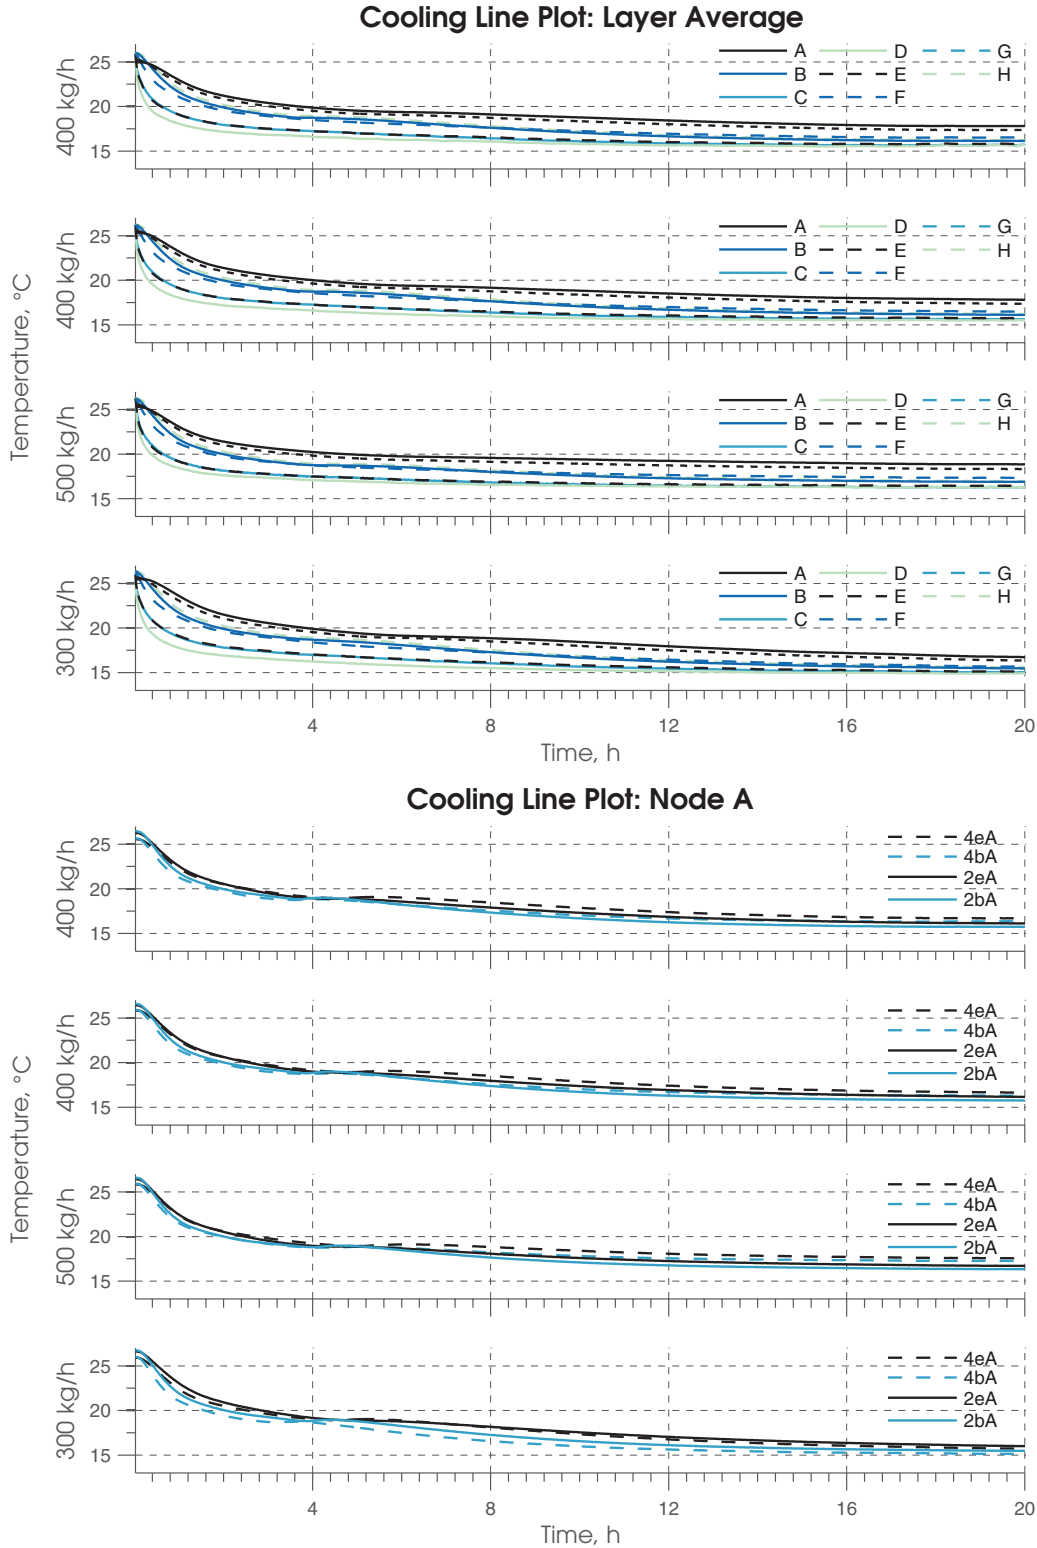 Cooling Line Plot: Layer Average
Temperature, °C
400 kg/h
25
20
15
A D G
B E H
C F
400 kg/h
25
20
15
A D G
B E H
C F
500 kg/h
25
20
15
A D G
B E H
C F
300 kg/h
25
20
15
A D G
B E H
C F
4 8 12 16 20
Time, h
Cooling Line Plot: Node A
Temperature, °C
400 kg/h
25
20
15
4eA
4bA
2eA
2bA
400 kg/h
25
20
15
4eA
4bA
2eA
2bA
500 kg/h
25
20
15
4eA
4bA
2eA
2bA
300 kg/h
25
20
15
4eA
4bA
2eA
2bA
4 8 12 16 20
Time, h